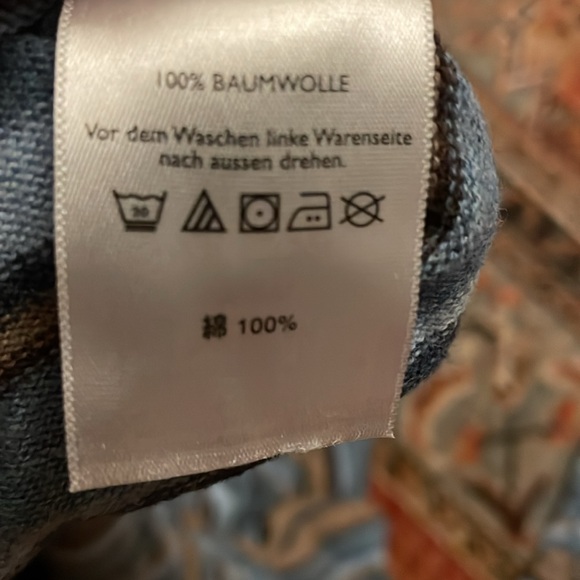 100% BAUMWOLLE
Vor dem Waschen linke Warenseite
nach aussen drehen.
30
綿 100%